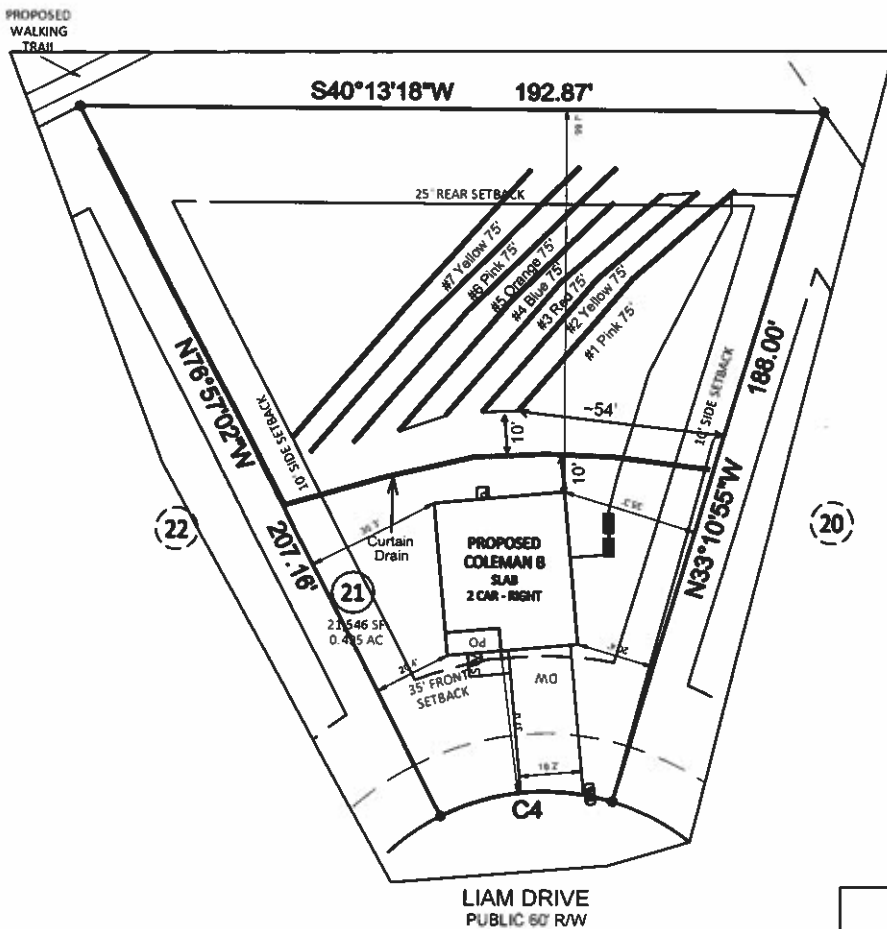 PROPOSED
WALKING
TRAIL
S40°13'18"W 192.87'
25' REAR SETBACK
#7 Yellow 75'
#6 Pink 75'
#5 Orange 75'
#4 Blue 75'
#3 Red 75'
#2 Yellow 75'
#1 Pink 75'
N76°57'02"W
207.16'
10' SIDE SETBACK
188.00'
N33°10'55"W
10' SIDE SETBACK
~54'
10'
10'
Curtain
Drain
22
20
21
21,546 SF
0.495 AC
PROPOSED
COLEMAN B
SLAB
2 CAR - RIGHT
PO
DW
35' FRONT
SETBACK
18.2'
C4
LIAM DRIVE
PUBLIC 60' R/W